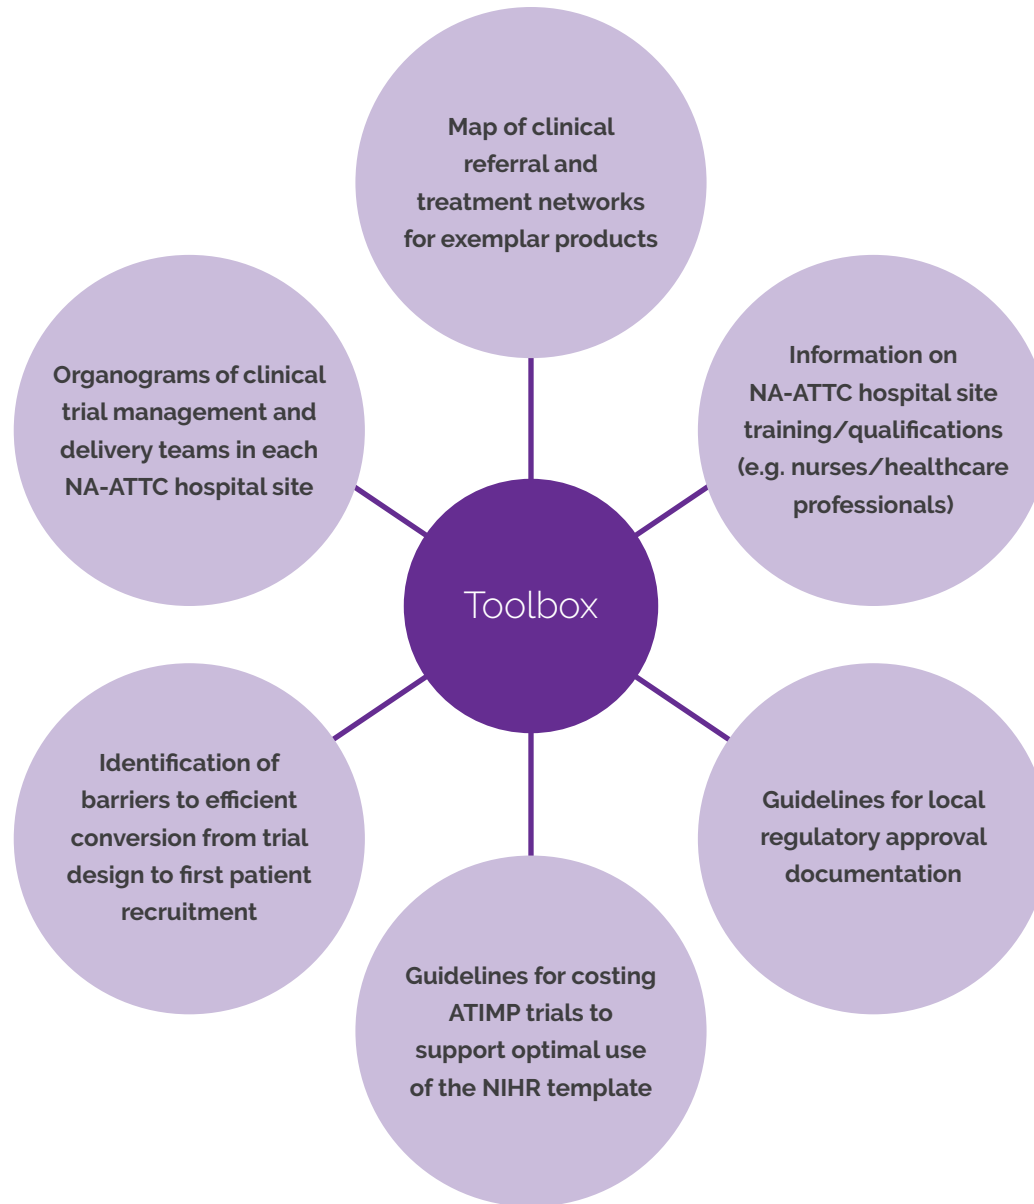 Map of clinical
referral and
treatment networks
for exemplar products
Information on
NA-ATTC hospital site
training/qualifications
(e.g. nurses/healthcare
professionals)
Organograms of clinical
trial management and
delivery teams in each
NA-ATTC hospital site
Toolbox
Identification of
barriers to efficient
conversion from trial
design to first patient
recruitment
Guidelines for local
regulatory approval
documentation
Guidelines for costing
ATIMP trials to
support optimal use
of the NIHR template